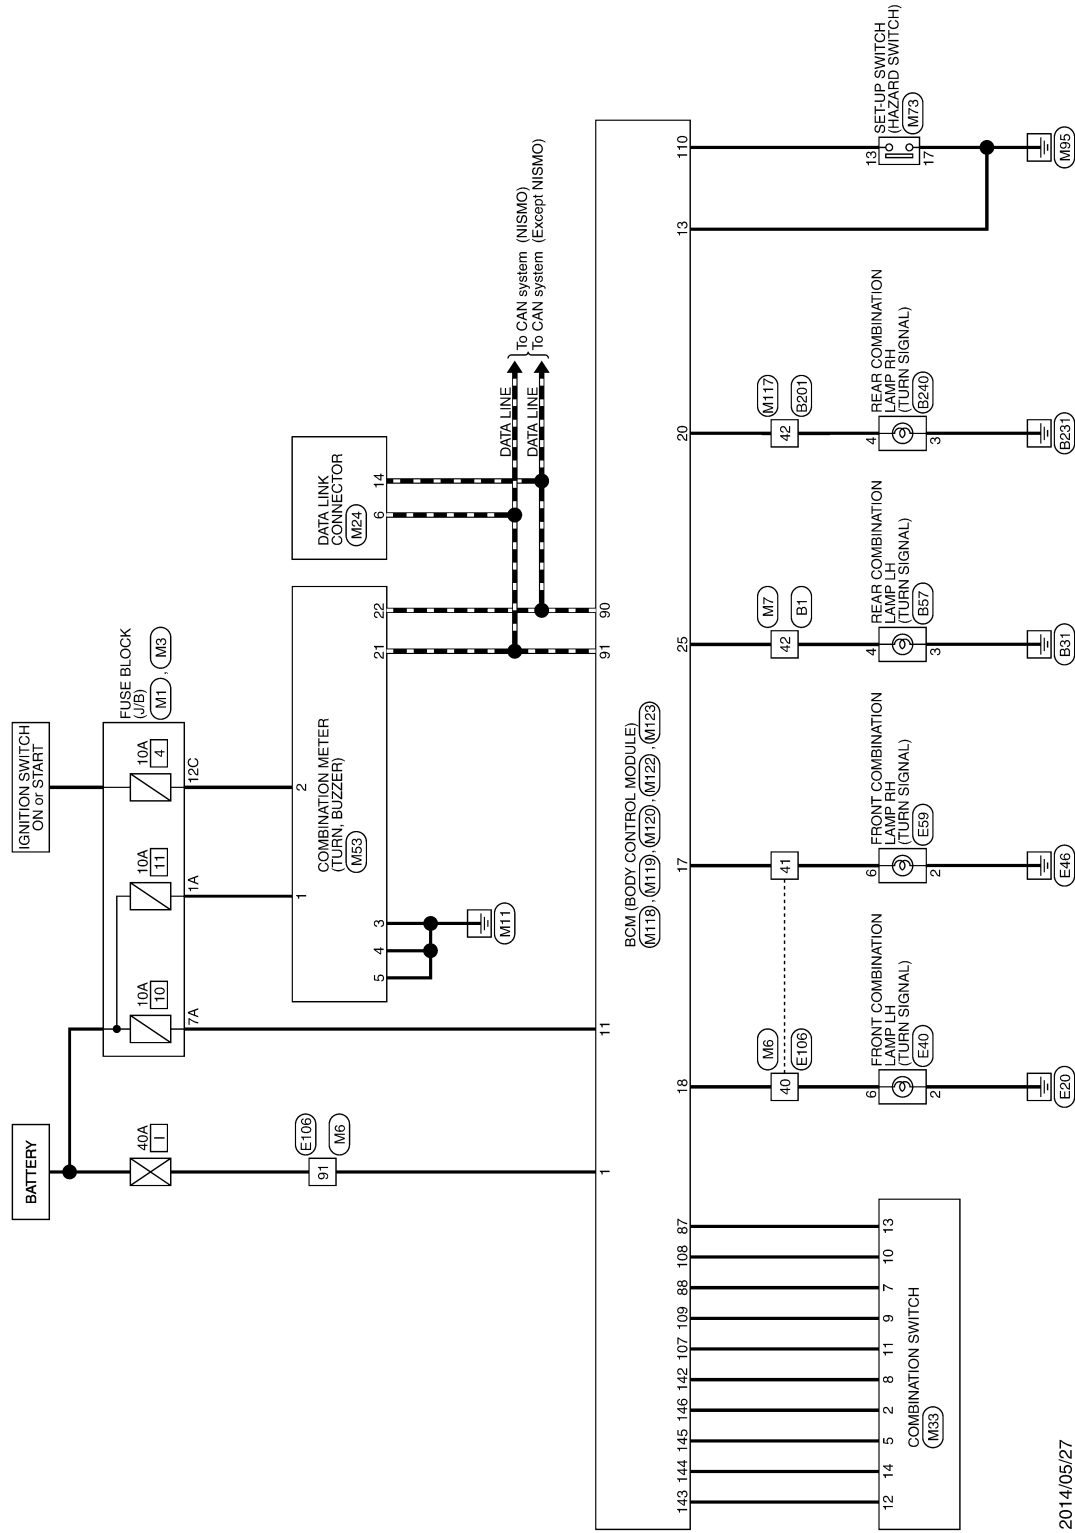 BATTERY
IGNITION SWITCH
ON or START
FUSE BLOCK
(J/B)
M1 , M3
40A
I
10A
10
10A
11
10A
4
7A
1A
12C
E106
M6
91
1
2
COMBINATION METER
(TURN, BUZZER)
M53
5
4
3
21
22
M11
DATA LINK
CONNECTOR
M24
6
14
DATA LINE
DATA LINE
To CAN system (NISMO)
To CAN system (Except NISMO)
1
11
91
90
BCM (BODY CONTROL MODULE)
M118 , M119 , M120 , M122 , M123
143
144
145
146
142
107
109
88
108
87
18
17
25
20
13
110
12
14
5
2
8
11
9
7
10
13
COMBINATION SWITCH
M33
40
M6
E106
41
42
M7
B1
42
M117
B201
6
FRONT COMBINATION
LAMP LH
(TURN SIGNAL)
E40
2
E20
6
FRONT COMBINATION
LAMP RH
(TURN SIGNAL)
E59
2
E46
4
REAR COMBINATION
LAMP LH
(TURN SIGNAL)
B57
3
B31
4
REAR COMBINATION
LAMP RH
(TURN SIGNAL)
B240
3
B231
13
SET-UP SWITCH
(HAZARD SWITCH)
M73
17
M95
2014/05/27